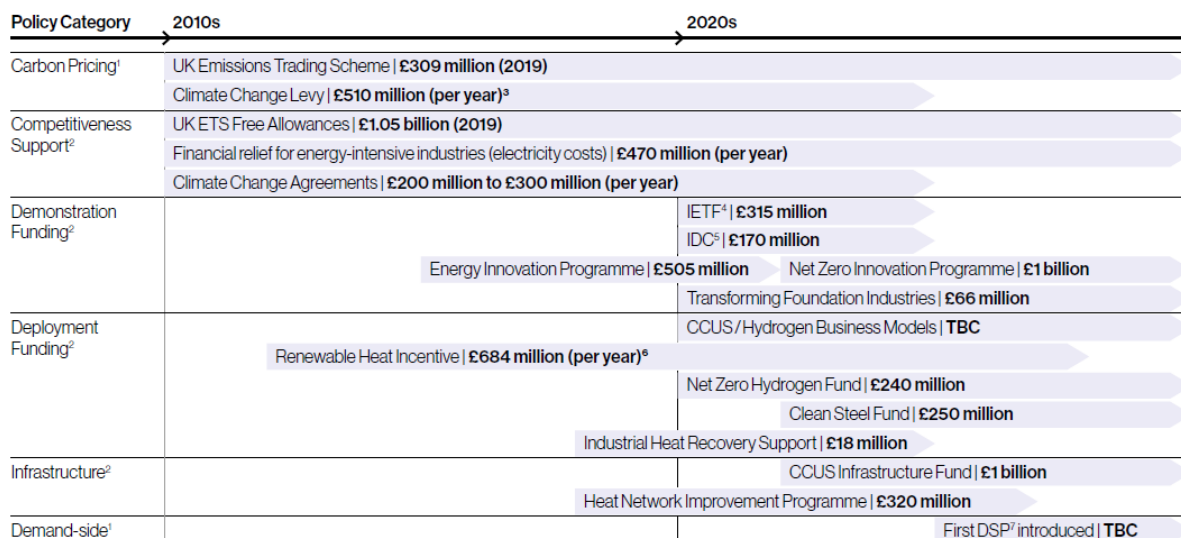 Policy Category 2010s 2020s
Carbon Pricing¹ UK Emissions Trading Scheme | £309 million (2019)
Climate Change Levy | £510 million (per year)³
Competitiveness UK ETS Free Allowances | £1.05 billion (2019)
Support² Financial relief for energy-intensive industries (electricity costs) | £470 million (per year)
Climate Change Agreements | £200 million to £300 million (per year)
Demonstration IETF⁴ | £315 million
Funding² IDC⁵ | £170 million
Energy Innovation Programme | £505 million Net Zero Innovation Programme | £1 billion
Transforming Foundation Industries | £66 million
Deployment CCUS / Hydrogen Business Models | TBC
Funding² Renewable Heat Incentive | £684 million (per year)⁶
Net Zero Hydrogen Fund | £240 million
Clean Steel Fund | £250 million
Industrial Heat Recovery Support | £18 million
Infrastructure² CCUS Infrastructure Fund | £1 billion
Heat Network Improvement Programme | £320 million
Demand-side¹ First DSP⁷ introduced | TBC